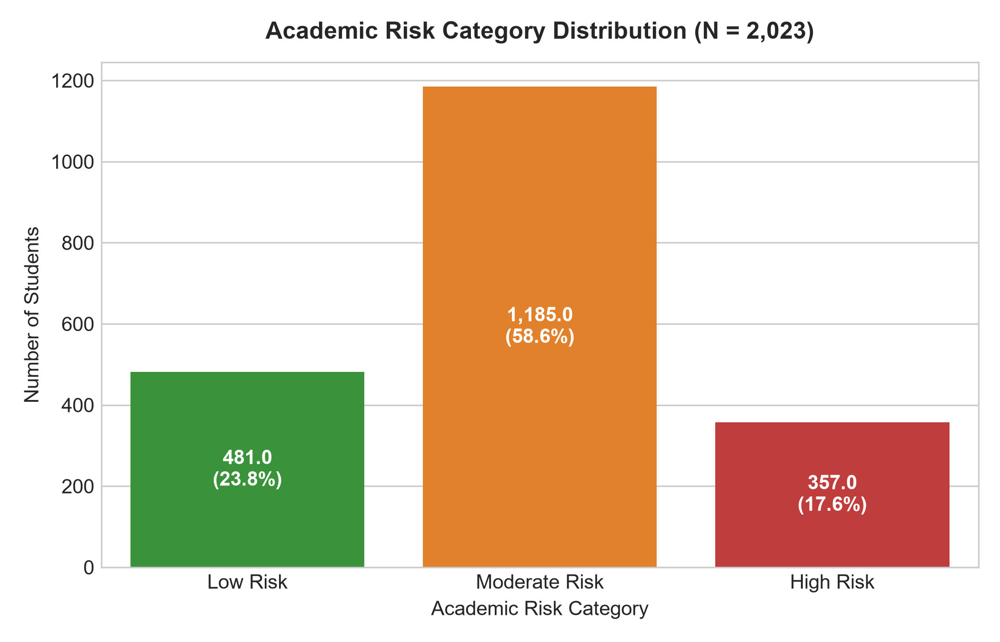 Academic Risk Category Distribution (N = 2,023)
Number of Students
1200
1000
800
600
400
200
0
481.0
(23.8%)
1,185.0
(58.6%)
357.0
(17.6%)
Low Risk
Moderate Risk
High Risk
Academic Risk Category